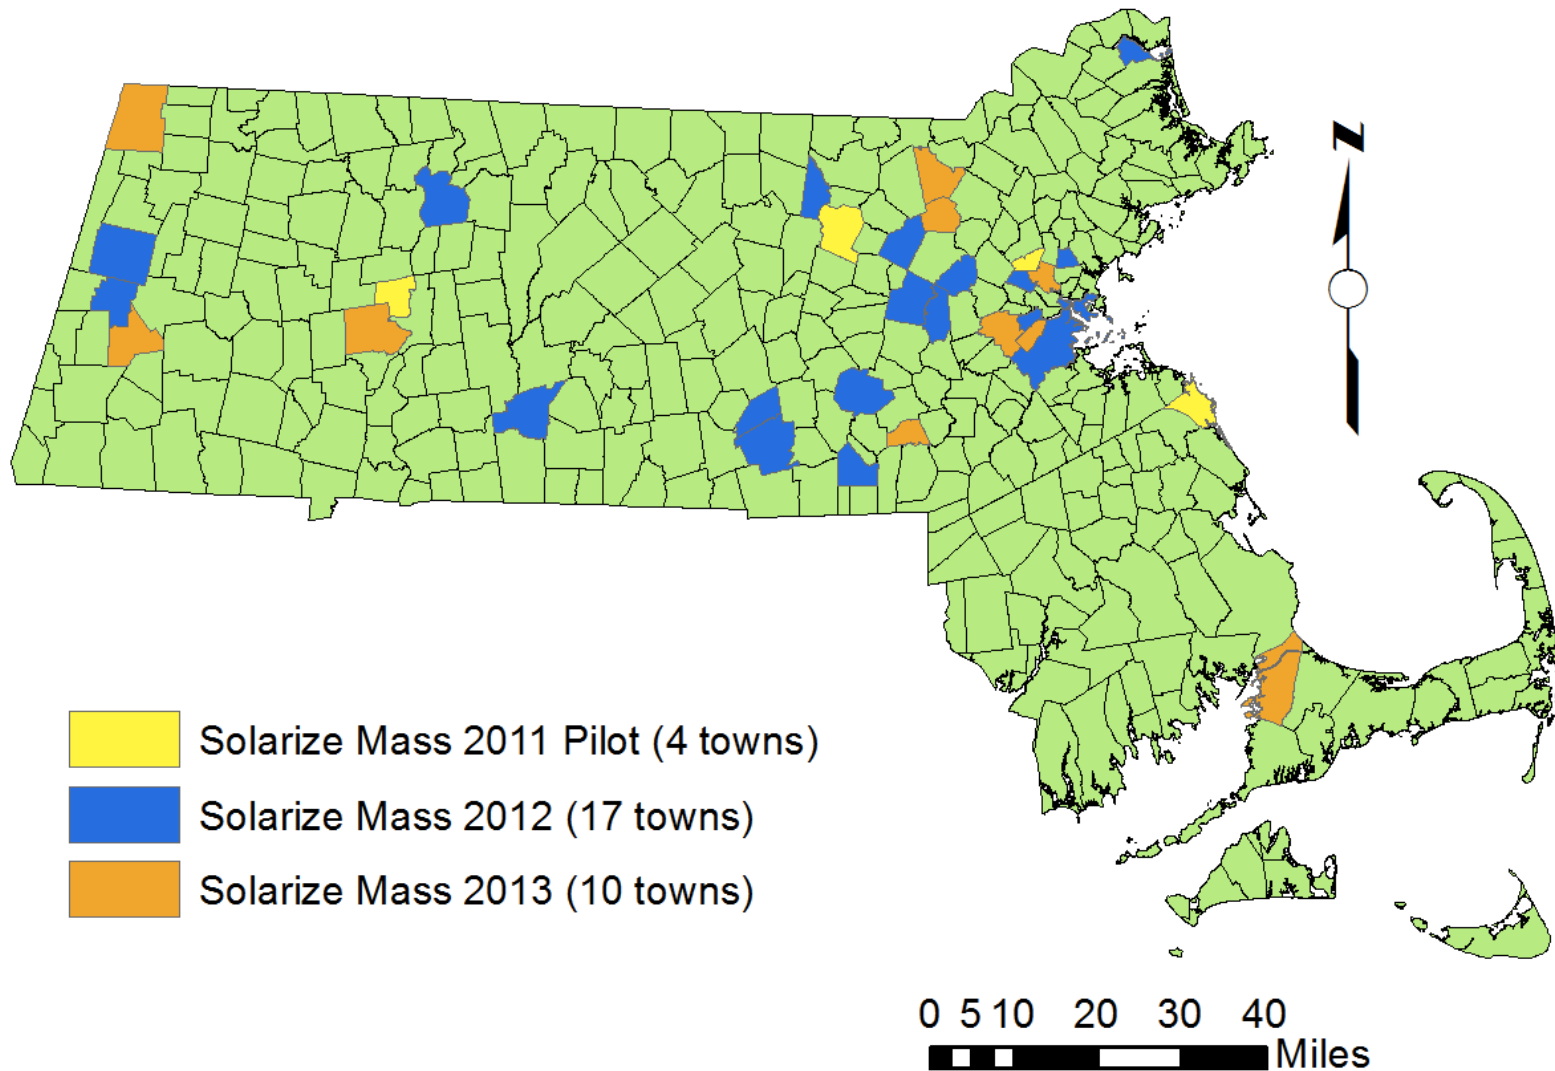 N
Solarize Mass 2011 Pilot (4 towns)
Solarize Mass 2012 (17 towns)
Solarize Mass 2013 (10 towns)
0 5 10 20 30 40
Miles